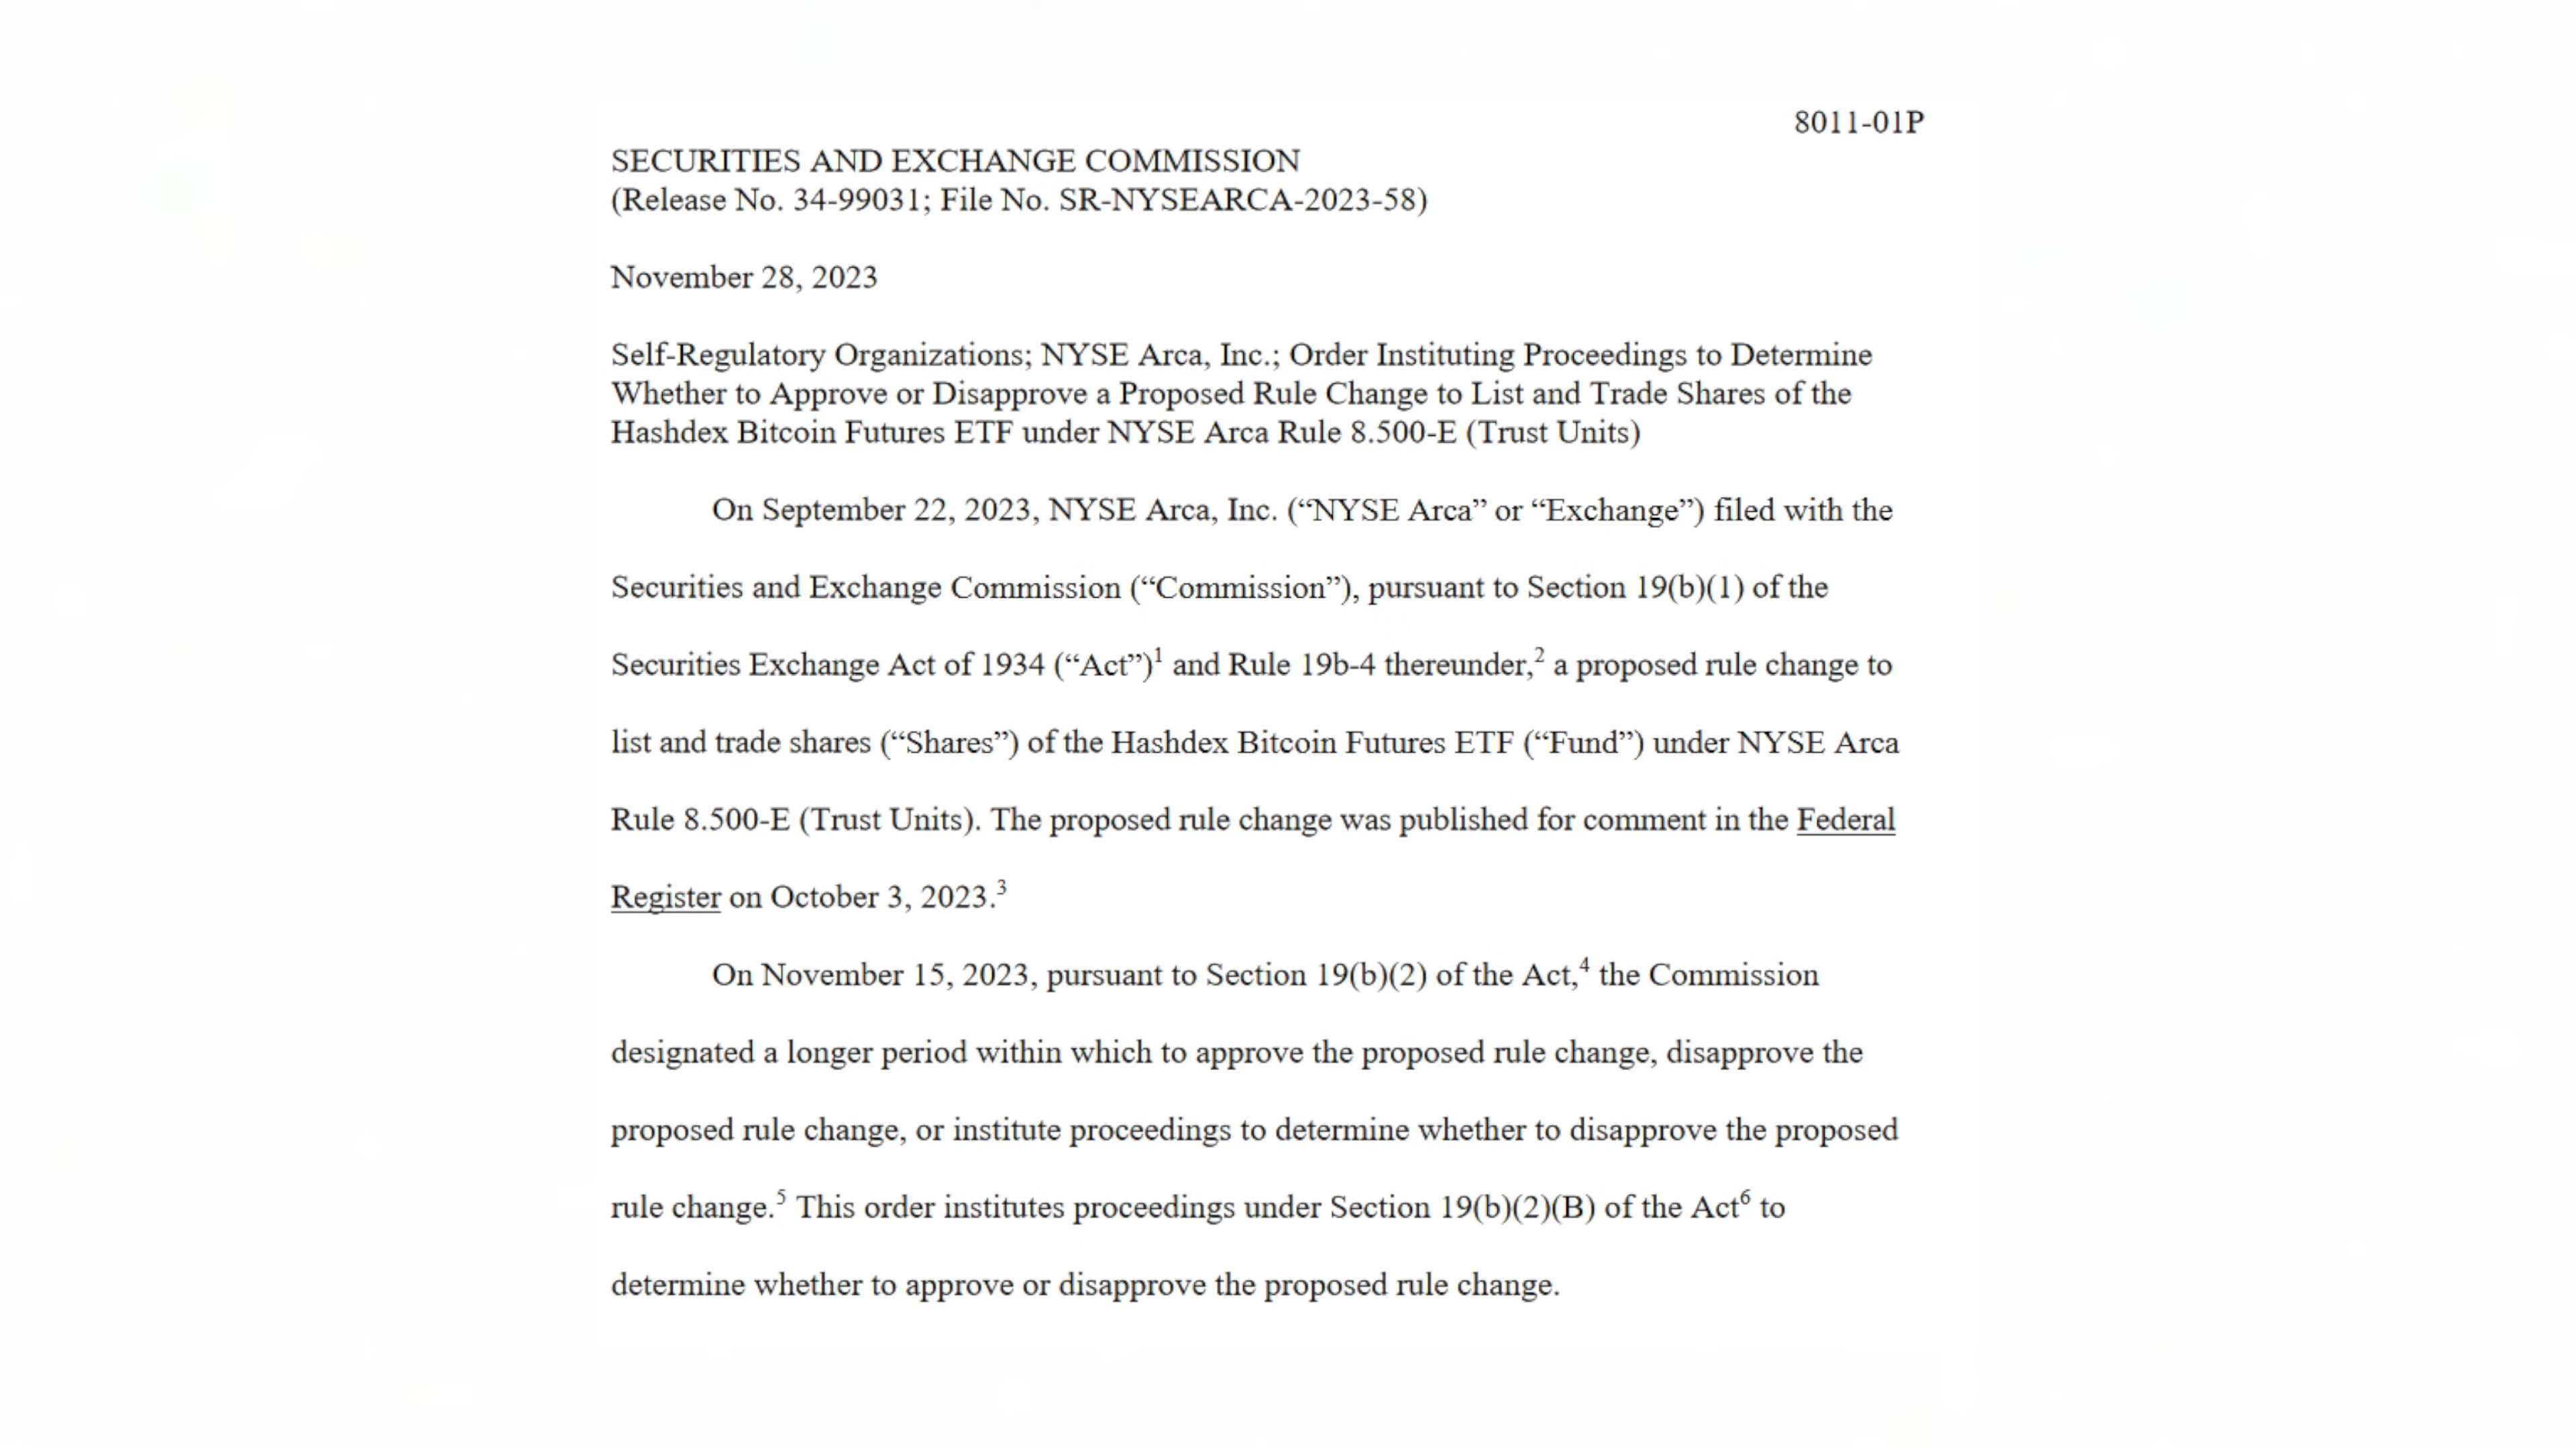 8011-01P
SECURITIES AND EXCHANGE COMMISSION
(Release No. 34-99031; File No. SR-NYSEARCA-2023-58)
November 28, 2023
Self-Regulatory Organizations; NYSE Arca, Inc.; Order Instituting Proceedings to Determine
Whether to Approve or Disapprove a Proposed Rule Change to List and Trade Shares of the
Hashdex Bitcoin Futures ETF under NYSE Arca Rule 8.500-E (Trust Units)
On September 22, 2023, NYSE Arca, Inc. (“NYSE Arca” or “Exchange”) filed with the
Securities and Exchange Commission (“Commission”), pursuant to Section 19(b)(1) of the
Securities Exchange Act of 1934 (“Act”)¹ and Rule 19b-4 thereunder,² a proposed rule change to
list and trade shares (“Shares”) of the Hashdex Bitcoin Futures ETF (“Fund”) under NYSE Arca
Rule 8.500-E (Trust Units). The proposed rule change was published for comment in the Federal
Register on October 3, 2023.³
On November 15, 2023, pursuant to Section 19(b)(2) of the Act,⁴ the Commission
designated a longer period within which to approve the proposed rule change, disapprove the
proposed rule change, or institute proceedings to determine whether to disapprove the proposed
rule change.⁵ This order institutes proceedings under Section 19(b)(2)(B) of the Act⁶ to
determine whether to approve or disapprove the proposed rule change.